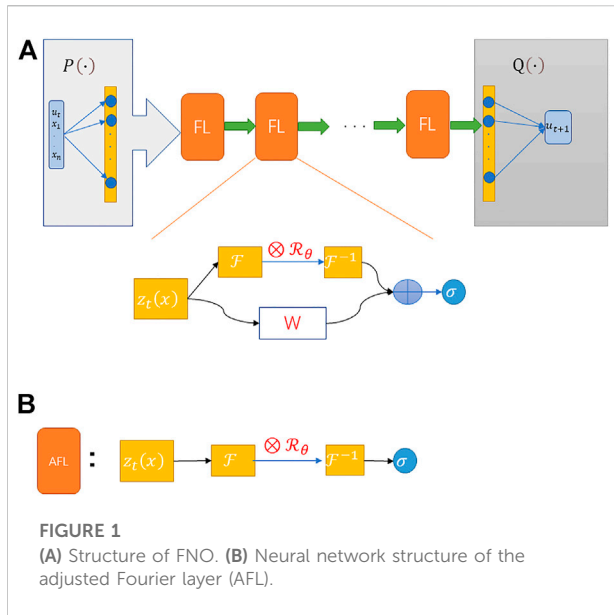 A
P(·)
Q(·)
u_t
x_1
.
.
x_n
FL
FL
· · ·
FL
u_{t+1}
⊗ ℛ_θ
ℱ
ℱ^{-1}
z_t(x)
W
σ
B
AFL
:
z_t(x)
ℱ
⊗ ℛ_θ
ℱ^{-1}
σ
FIGURE 1
(A) Structure of FNO. (B) Neural network structure of the
adjusted Fourier layer (AFL).